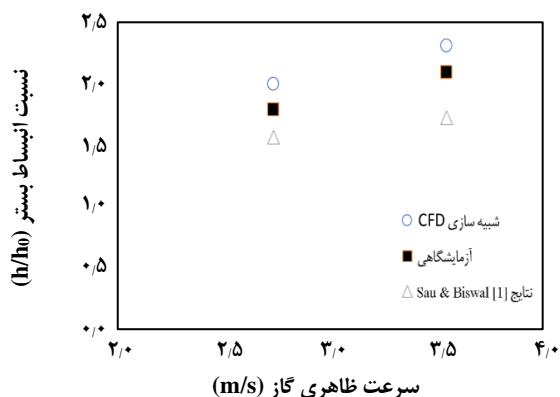 نسبت انبساط بستر (h/h₀)
۲٫۵
۲٫۰
۱٫۵
۱٫۰
۰٫۵
۰٫۰
شبیه سازی CFD
آزمایشگاهی
نتایج Sau & Biswal [1]
۲٫۰ ۲٫۵ ۳٫۰ ۳٫۵ ۴٫۰
سرعت ظاهری گاز (m/s)